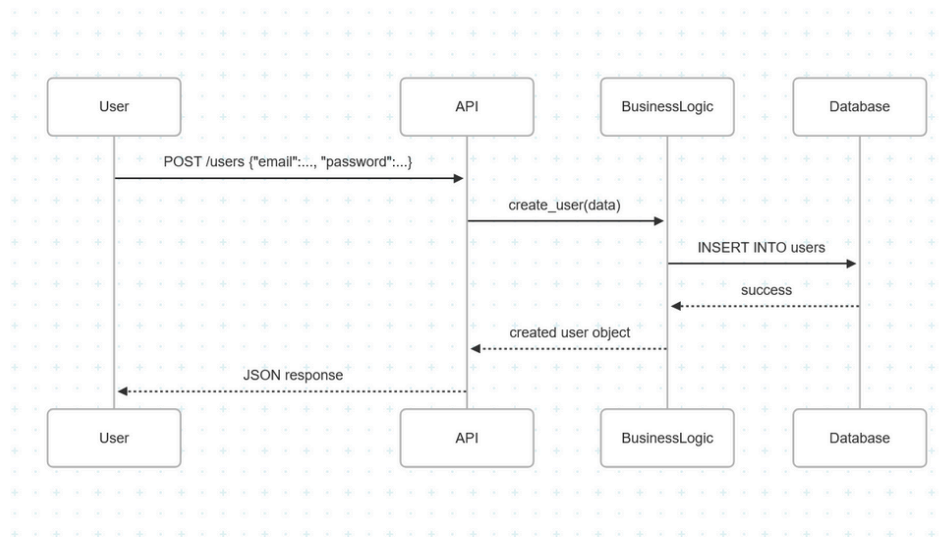 User
API
BusinessLogic
Database
POST /users {"email":..., "password":...}
create_user(data)
INSERT INTO users
success
created user object
JSON response
User
API
BusinessLogic
Database